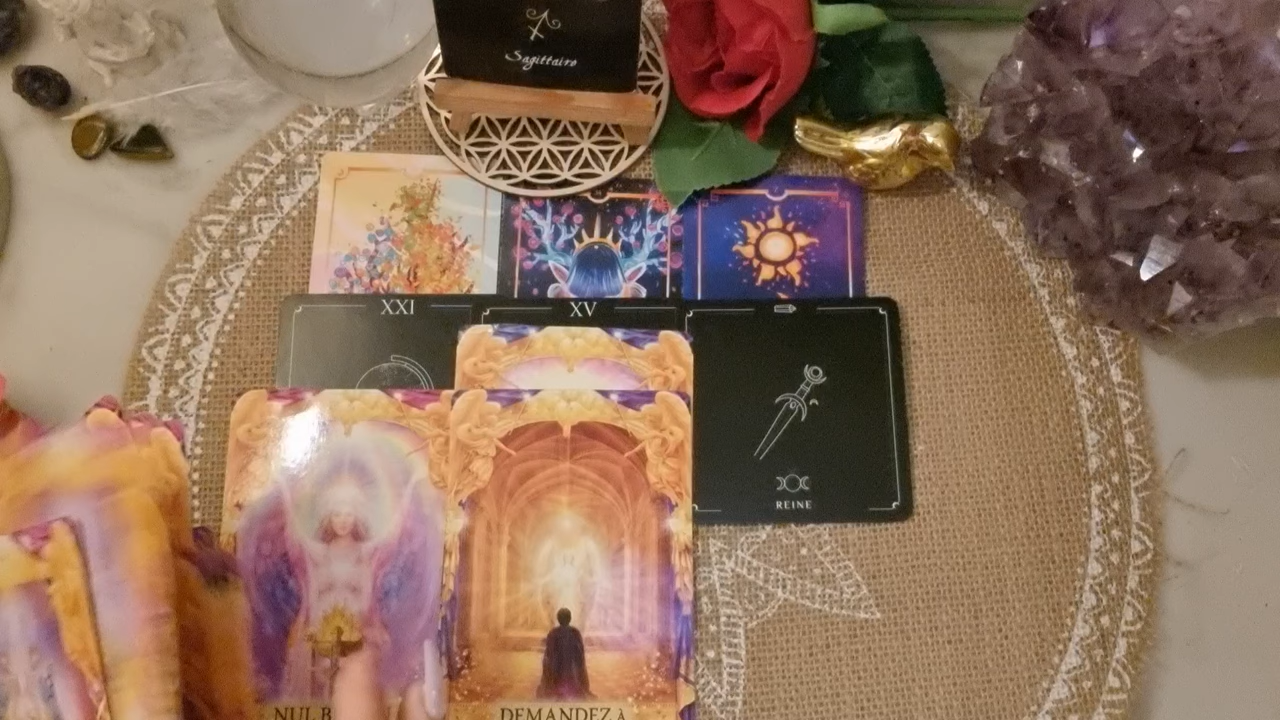 Sagittaire
XXI
XV
REINE
NUL B
DEMANDEZ À